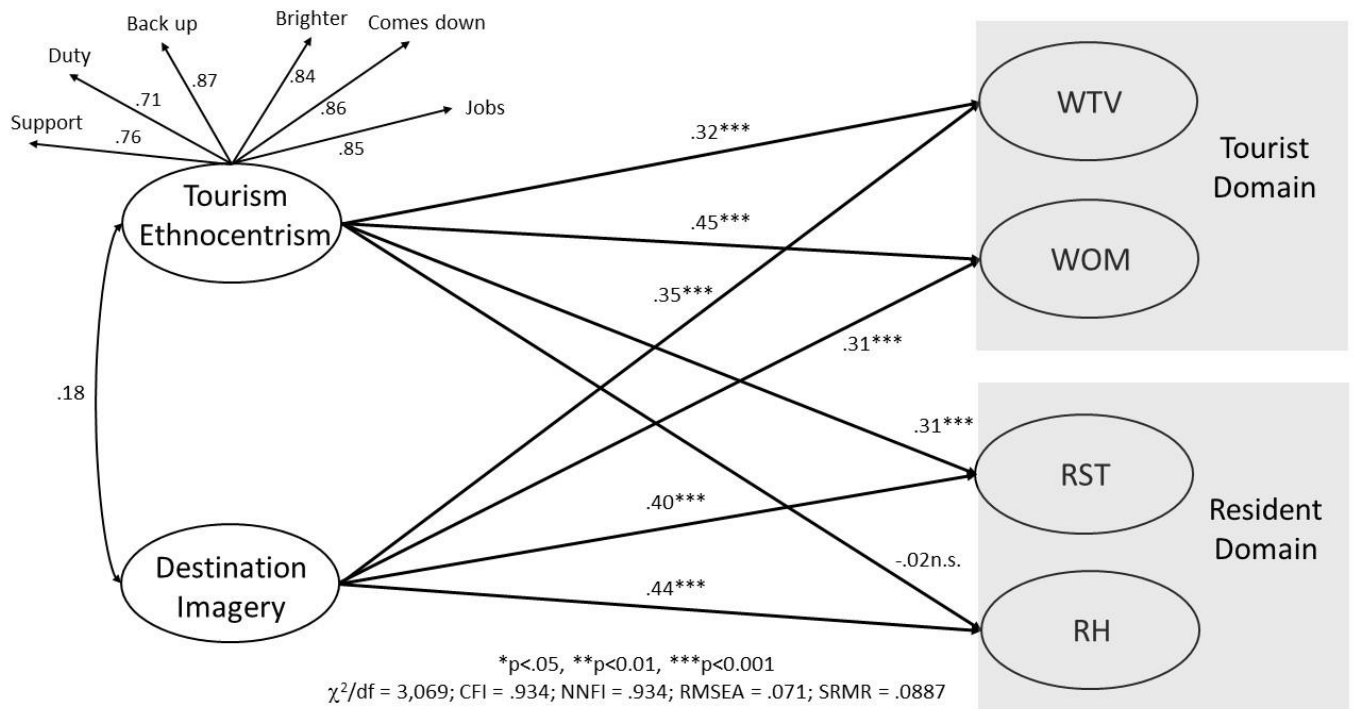 Back up
Brighter
Comes down
Duty
Support
Jobs
.76
.71
.87
.84
.86
.85
Tourism
Ethnocentrism
.18
Destination
Imagery
.32***
.45***
.35***
.31***
.31***
.40***
-.02n.s.
.44***
WTV
WOM
Tourist
Domain
RST
RH
Resident
Domain
*p<.05, **p<0.01, ***p<0.001
χ²/df = 3,069; CFI = .934; NNFI = .934; RMSEA = .071; SRMR = .0887